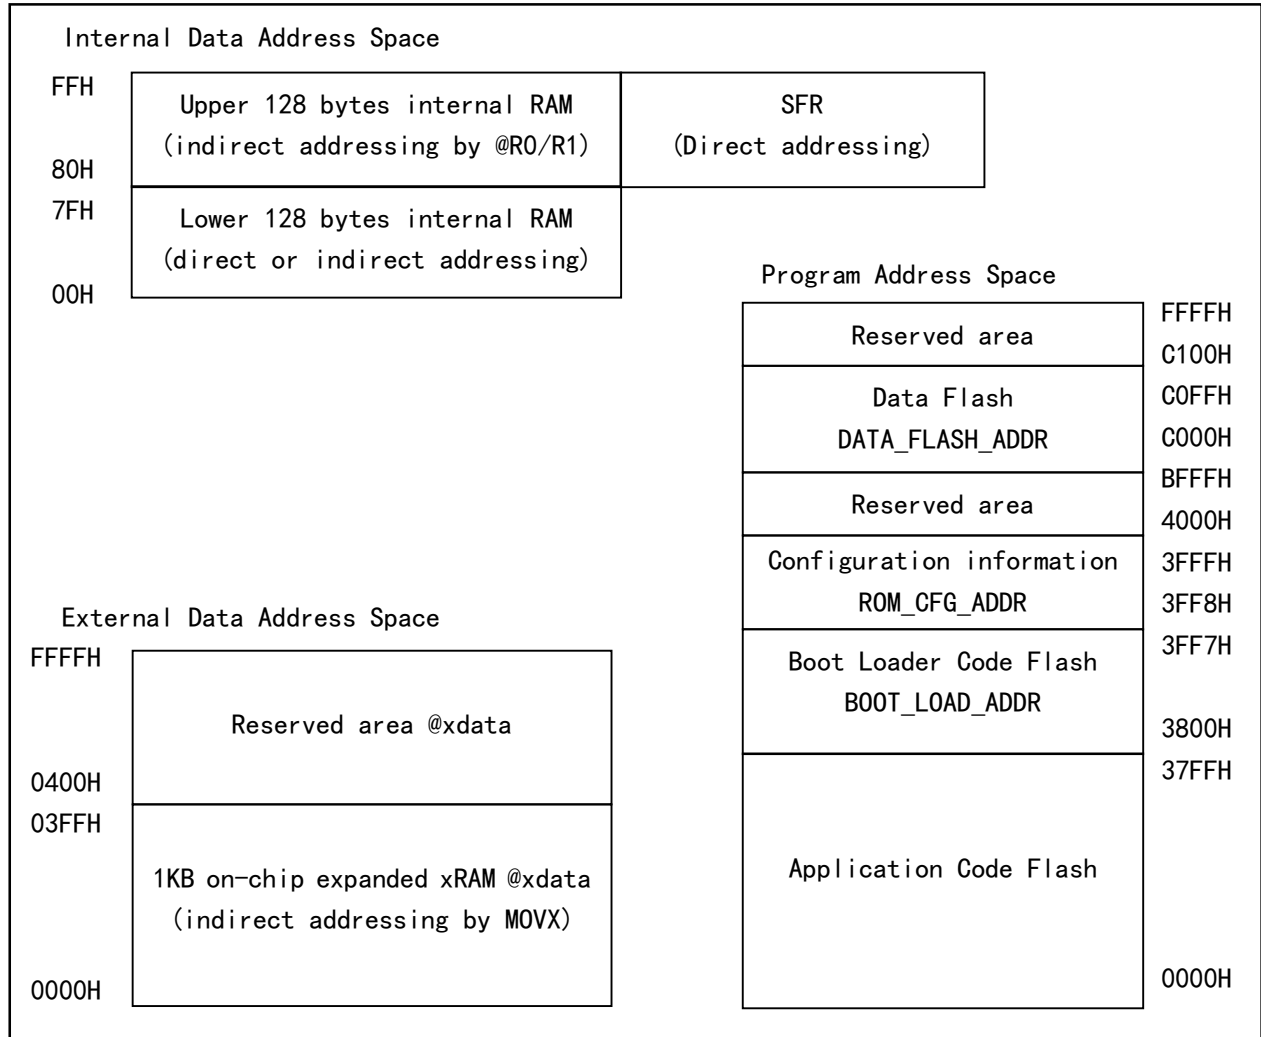 Internal Data Address Space
FFH
Upper 128 bytes internal RAM
(indirect addressing by @R0/R1)
80H
SFR
(Direct addressing)
7FH
Lower 128 bytes internal RAM
(direct or indirect addressing)
00H
Program Address Space
Reserved area
FFFFH
C100H
Data Flash
DATA_FLASH_ADDR
C0FFH
C000H
Reserved area
BFFFH
4000H
Configuration information
ROM_CFG_ADDR
3FFFH
3FF8H
Boot Loader Code Flash
BOOT_LOAD_ADDR
3FF7H
3800H
Application Code Flash
37FFH
0000H
External Data Address Space
FFFFH
Reserved area @xdata
0400H
03FFH
1KB on-chip expanded xRAM @xdata
(indirect addressing by MOVX)
0000H